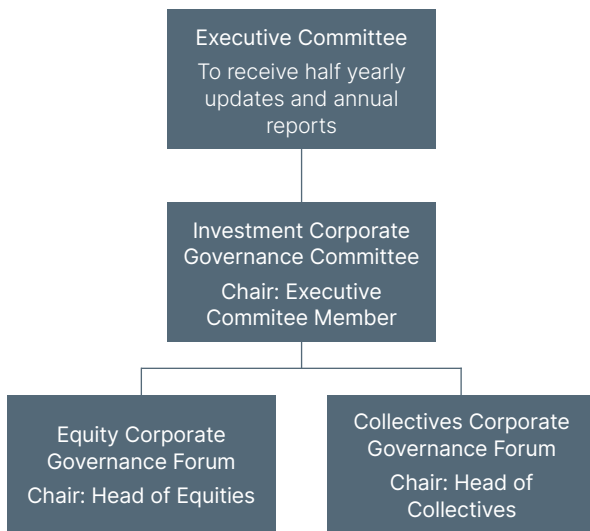 Executive Committee
To receive half yearly
updates and annual
reports
Investment Corporate
Governance Committee
Chair: Executive
Commitee Member
Equity Corporate
Governance Forum
Chair: Head of Equities
Collectives Corporate
Governance Forum
Chair: Head of
Collectives